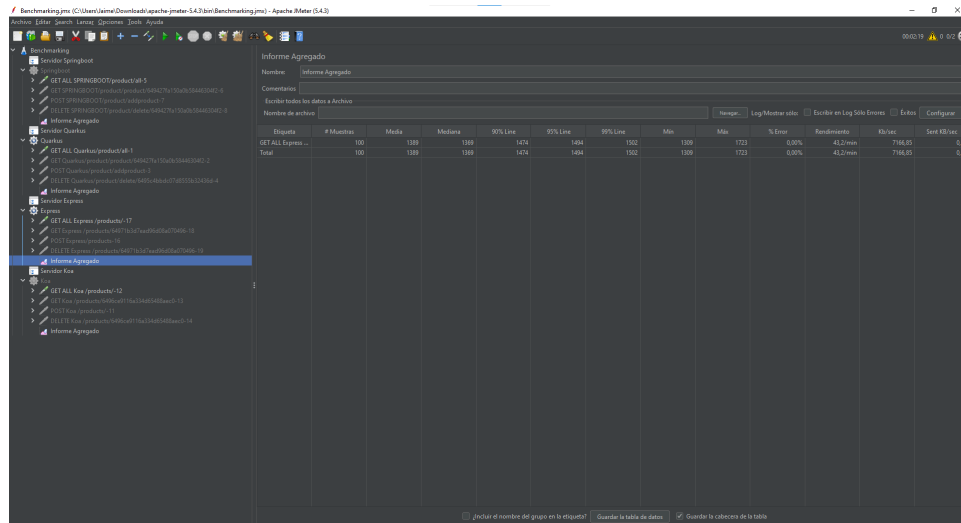 Benchmarking.jms (C:\Users\Jaime\Downloads\apache-jmeter-5.4.3\bin\Benchmarking.jms) - Apache JMeter (5.4.3)
Archivo Editar Search Lanzar Opciones Tools Ayuda
00:02:19 0 0/2
Benchmarking
Servidor Springboot
Springboot
GET ALL SPRINGBOOT/product/all-5
POST SPRINGBOOT/product/addproduct-7
Informe Agregado
Servidor Quarkus
Quarkus
GET ALL Quarkus/product/all-1
POST Quarkus/product/addproduct-3
Informe Agregado
Servidor Express
Express
GET ALL Express /products/-17
POST Express/products-16
Informe Agregado
Servidor Koa
Koa
GET ALL Koa /products/-12
POST Koa /products/-11
Informe Agregado
Informe Agregado
Nombre: Informe Agregado
Comentarios
Escribir todos los datos a Archivo
Nombre de archivo Navegar... Log/Mostrar sólo: Escribir en Log Sólo Errores Éxitos Configurar
Etiqueta # Muestras Media Mediana 90% Line 95% Line 99% Line Min Máx % Error Rendimiento Kb/sec Sent KB/sec
GET ALL Express ... 100 1389 1369 1474 1494 1502 1309 1723 0,00% 43,2/min 7166,85 0,
Total 100 1389 1369 1474 1494 1502 1309 1723 0,00% 43,2/min 7166,85 0,
¿Incluir el nombre del grupo en la etiqueta? Guardar la tabla de datos Guardar la cabecera de la tabla